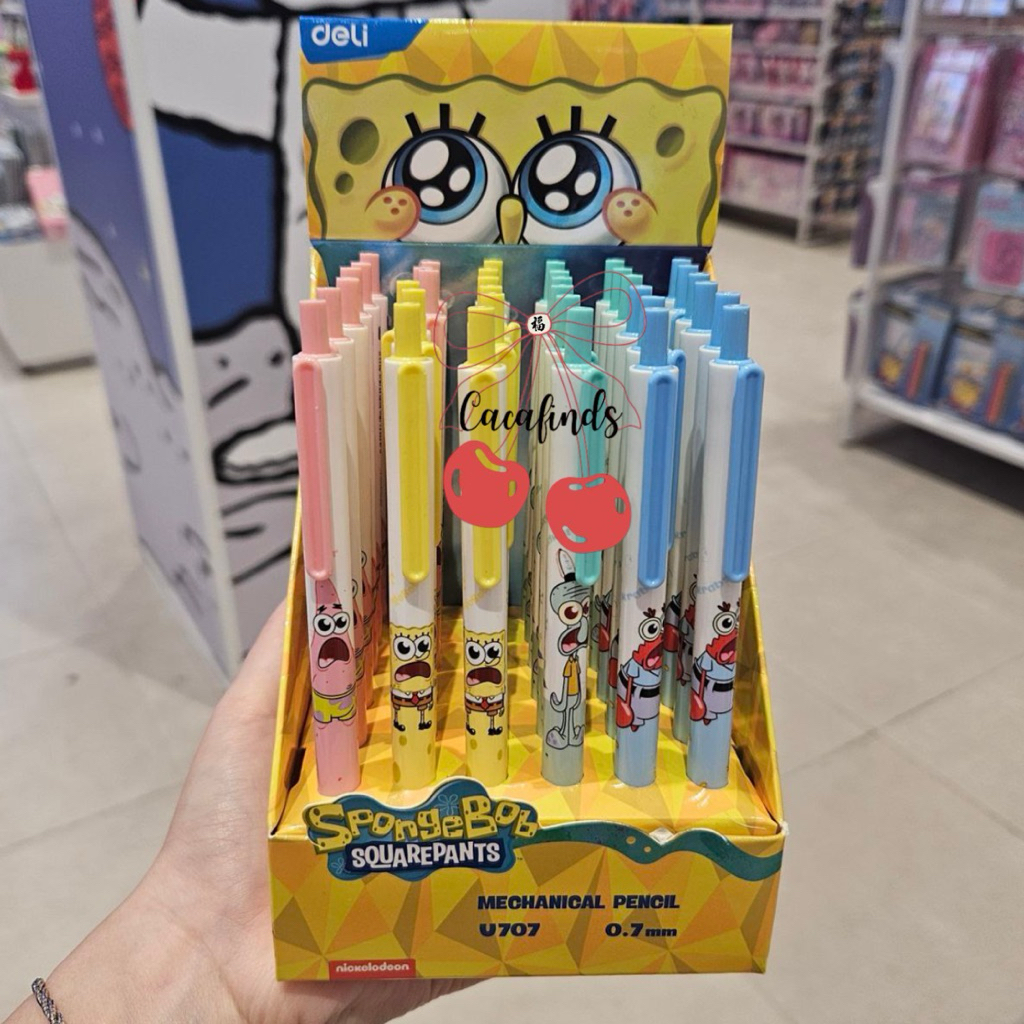 deli
福
Cacafinds
SPONGEBOB
SQUAREPANTS
MECHANICAL PENCIL
U707 0.7mm
nickelodeon